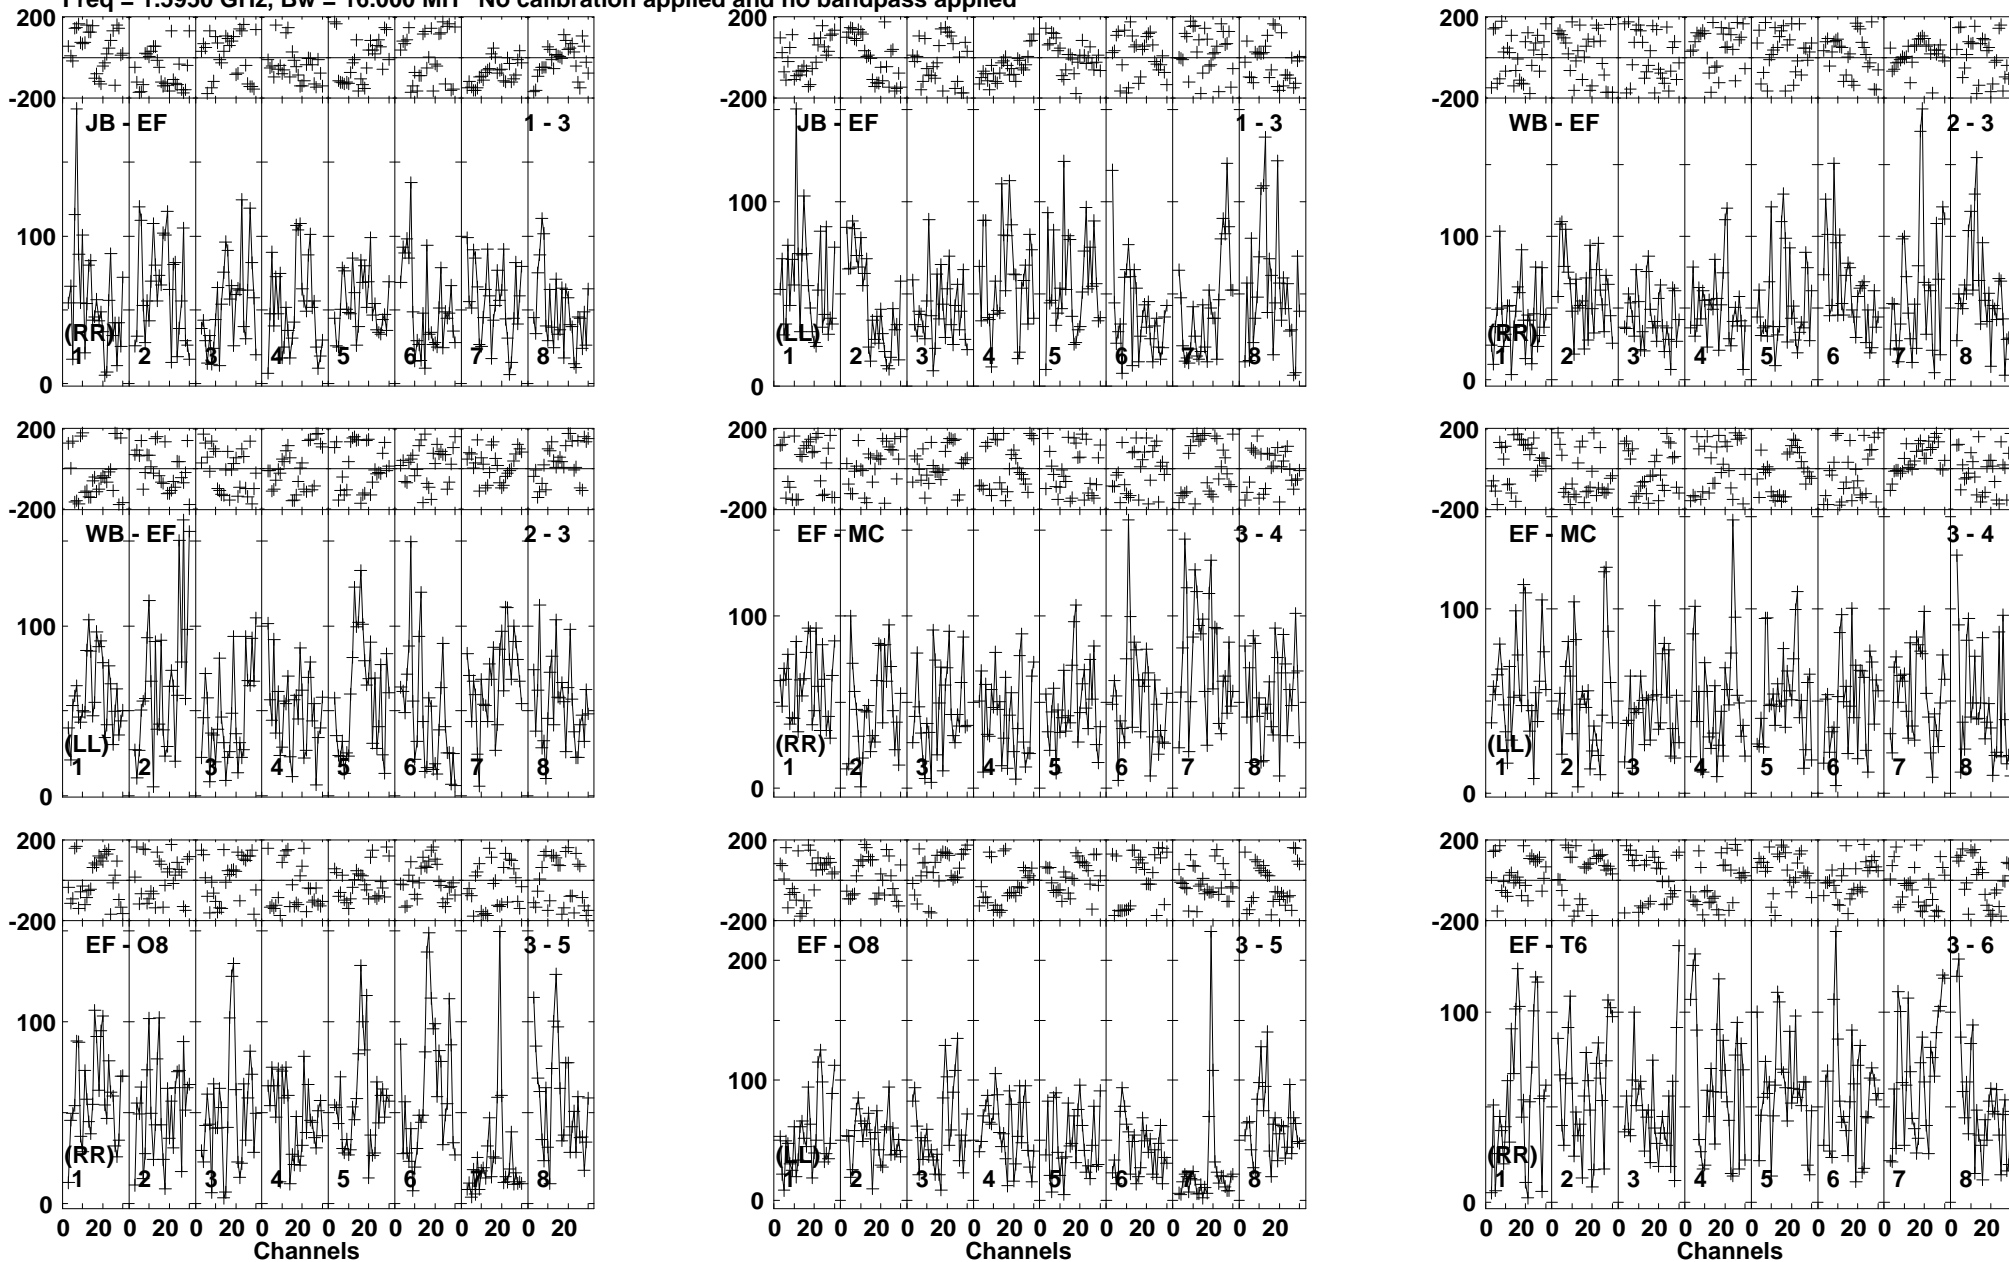 Freq = 1.5950 GHz, Bw = 16.000 MH No calibration applied and no bandpass applied
200 200 200
-200 -200 -200
JB - EF 1 - 3 JB - EF 1 - 3 WB - EF 2 - 3
100 100 100
(RR) (LL) (RR)
1 2 3 4 5 6 7 8 1 2 3 4 5 6 7 8 1 2 3 4 5 6 7 8
0 0 0
200 200 200
-200 -200 -200
WB - EF 2 - 3 EF - MC 3 - 4 EF - MC 3 - 4
100 100 100
(LL) (RR) (LL)
1 2 3 4 5 6 7 8 1 2 3 4 5 6 7 8 1 2 3 4 5 6 7 8
0 0 0
200 200 200
-200 -200 -200
EF - O8 3 - 5 EF - O8 3 - 5 EF - T6 3 - 6
200
100 100 100
(RR) (LL) (RR)
1 2 3 4 5 6 7 8 1 2 3 4 5 6 7 8 1 2 3 4 5 6 7 8
0 0 0
0 20 0 20 0 20 0 20 0 20 0 20 0 20 0 20 0 20 0 20 0 20 0 20 0 20 0 20 0 20 0 20 0 20 0 20 0 20 0 20 0 20 0 20 0 20 0 20
Channels Channels